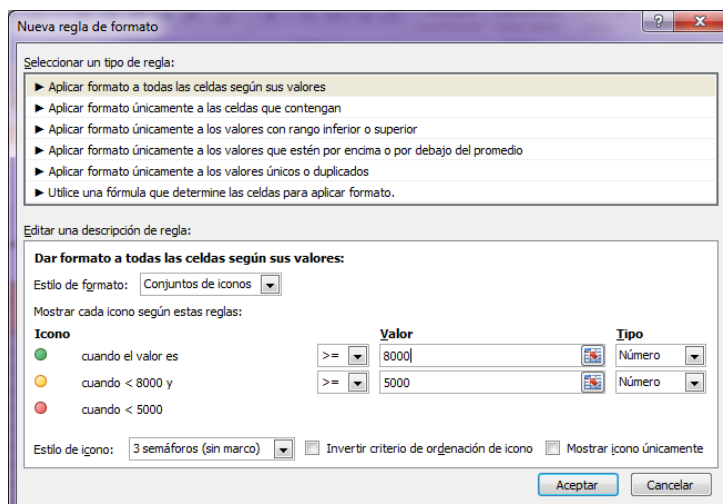 Nueva regla de formato
Seleccionar un tipo de regla:
► Aplicar formato a todas las celdas según sus valores
► Aplicar formato únicamente a las celdas que contengan
► Aplicar formato únicamente a los valores con rango inferior o superior
► Aplicar formato únicamente a los valores que estén por encima o por debajo del promedio
► Aplicar formato únicamente a los valores únicos o duplicados
► Utilice una fórmula que determine las celdas para aplicar formato.
Editar una descripción de regla:
Dar formato a todas las celdas según sus valores:
Estilo de formato: Conjuntos de iconos
Mostrar cada icono según estas reglas:
Icono Valor Tipo
cuando el valor es >= 8000 Número
cuando < 8000 y >= 5000 Número
cuando < 5000
Estilo de icono: 3 semáforos (sin marco) Invertir criterio de ordenación de icono Mostrar icono únicamente
Aceptar Cancelar